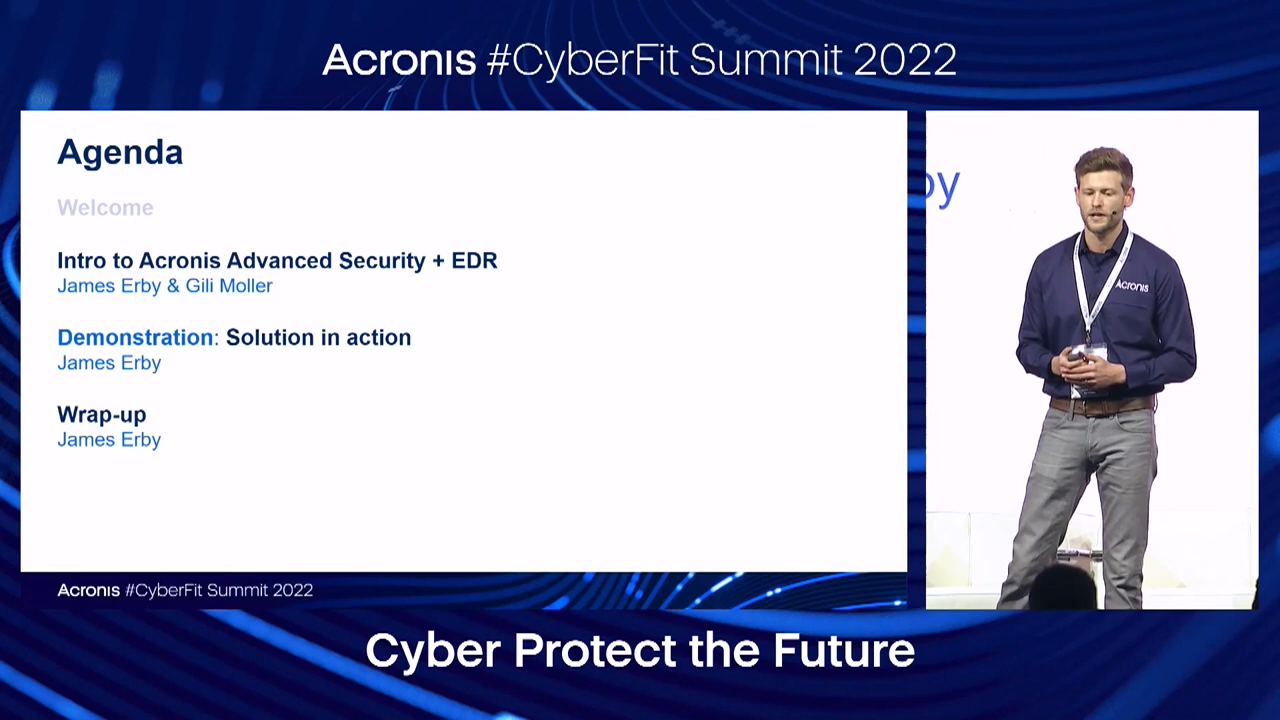 Acronis #CyberFit Summit 2022
Agenda
Welcome
Intro to Acronis Advanced Security + EDR
James Erby & Gili Moller
Demonstration: Solution in action
James Erby
Wrap-up
James Erby
Acronis #CyberFit Summit 2022
by
Acronis
Cyber Protect the Future